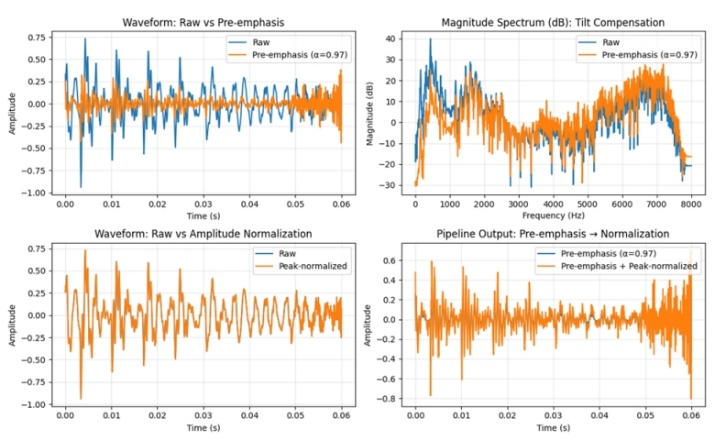 Waveform: Raw vs Pre-emphasis
Raw
Pre-emphasis (α=0.97)
0.75
0.50
0.25
0.00
−0.25
−0.50
−0.75
−1.00
Amplitude
0.00 0.01 0.02 0.03 0.04 0.05 0.06
Time (s)
Magnitude Spectrum (dB): Tilt Compensation
Raw
Pre-emphasis (α=0.97)
40
30
20
10
0
−10
−20
−30
Magnitude (dB)
0 1000 2000 3000 4000 5000 6000 7000 8000
Frequency (Hz)
Waveform: Raw vs Amplitude Normalization
Raw
Peak-normalized
0.75
0.50
0.25
0.00
−0.25
−0.50
−0.75
−1.00
Amplitude
0.00 0.01 0.02 0.03 0.04 0.05 0.06
Time (s)
Pipeline Output: Pre-emphasis → Normalization
Pre-emphasis (α=0.97)
Pre-emphasis + Peak-normalized
0.6
0.4
0.2
0.0
−0.2
−0.4
−0.6
−0.8
Amplitude
0.00 0.01 0.02 0.03 0.04 0.05 0.06
Time (s)